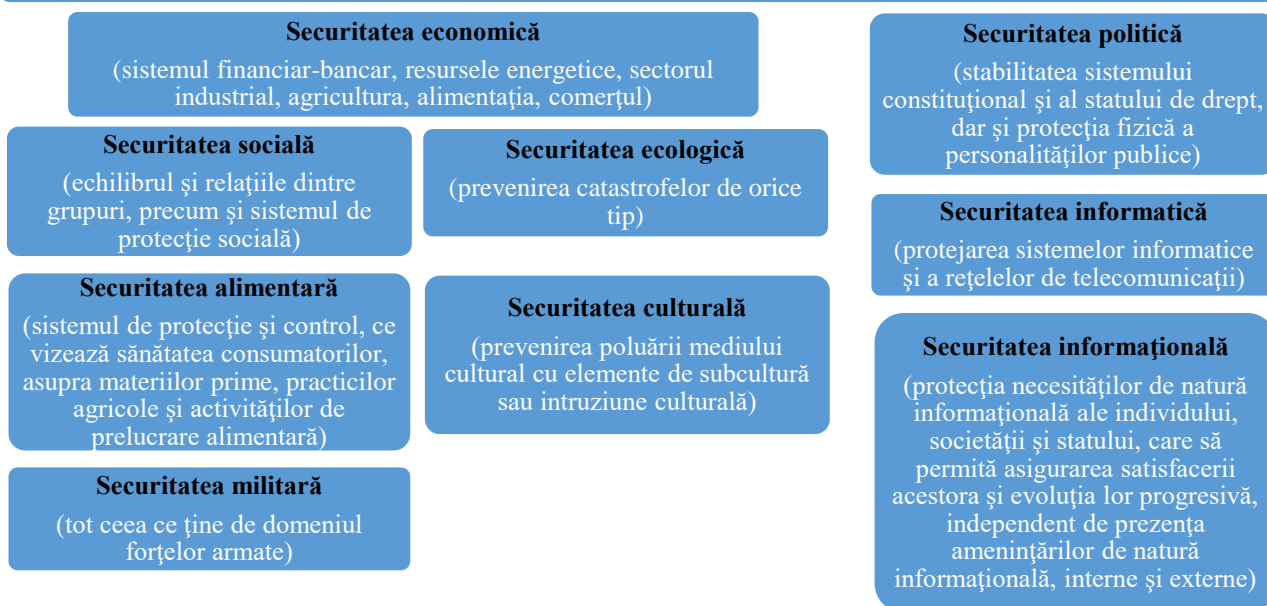 Securitatea economică
(sistemul financiar-bancar, resursele energetice, sectorul
industrial, agricultura, alimentaţia, comerţul)
Securitatea socială
(echilibrul şi relaţiile dintre
grupuri, precum şi sistemul de
protecţie socială)
Securitatea ecologică
(prevenirea catastrofelor de orice
tip)
Securitatea alimentară
(sistemul de protecţie şi control, ce
vizează sănătatea consumatorilor,
asupra materiilor prime, practicilor
agricole şi activităţilor de
prelucrare alimentară)
Securitatea culturală
(prevenirea poluării mediului
cultural cu elemente de subcultură
sau intruziune culturală)
Securitatea militară
(tot ceea ce ţine de domeniul
forţelor armate)
Securitatea politică
(stabilitatea sistemului
constituţional şi al statului de drept,
dar şi protecţia fizică a
personalităţilor publice)
Securitatea informatică
(protejarea sistemelor informatice
şi a reţelelor de telecomunicaţii)
Securitatea informaţională
(protecţia necesităţilor de natură
informaţională ale individului,
societăţii şi statului, care să
permită asigurarea satisfacerii
acestora şi evoluţia lor progresivă,
independent de prezenţa
ameninţărilor de natură
informaţională, interne şi externe)